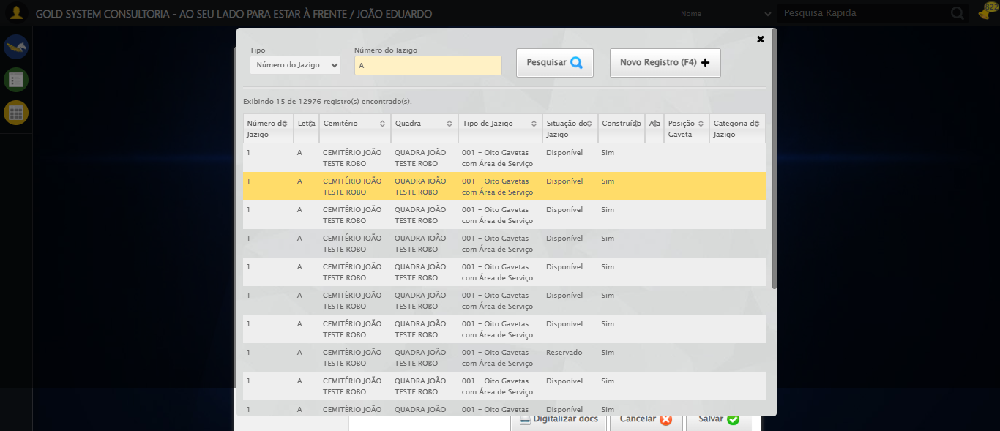 GOLD SYSTEM CONSULTORIA - AO SEU LADO PARA ESTAR À FRENTE / JOÃO EDUARDO
Nome
Pesquisa Rapida
822
Tipo
Número do Jazigo
Número do Jazigo
A
Pesquisar
Novo Registro (F4)
Exibindo 15 de 12976 registro(s) encontrado(s).
Número do Jazigo Letra Cemitério Quadra Tipo de Jazigo Situação do Jazigo Construído Ala Posição Gaveta Categoria do Jazigo
1 A CEMITÉRIO JOÃO QUADRA JOÃO 001 - Oito Gavetas Disponível Sim
TESTE ROBO TESTE ROBO com Área de Serviço
1 A CEMITÉRIO JOÃO QUADRA JOÃO 001 - Oito Gavetas Disponível Sim
TESTE ROBO TESTE ROBO com Área de Serviço
1 A CEMITÉRIO JOÃO QUADRA JOÃO 001 - Oito Gavetas Disponível Sim
TESTE ROBO TESTE ROBO com Área de Serviço
1 A CEMITÉRIO JOÃO QUADRA JOÃO 001 - Oito Gavetas Disponível Sim
TESTE ROBO TESTE ROBO com Área de Serviço
1 A CEMITÉRIO JOÃO QUADRA JOÃO 001 - Oito Gavetas Disponível Sim
TESTE ROBO TESTE ROBO com Área de Serviço
1 A CEMITÉRIO JOÃO QUADRA JOÃO 001 - Oito Gavetas Disponível Sim
TESTE ROBO TESTE ROBO com Área de Serviço
1 A CEMITÉRIO JOÃO QUADRA JOÃO 001 - Oito Gavetas Disponível Sim
TESTE ROBO TESTE ROBO com Área de Serviço
1 A CEMITÉRIO JOÃO QUADRA JOÃO 001 - Oito Gavetas Reservado Sim
TESTE ROBO TESTE ROBO com Área de Serviço
1 A CEMITÉRIO JOÃO QUADRA JOÃO 001 - Oito Gavetas Disponível Sim
TESTE ROBO TESTE ROBO com Área de Serviço
1 A CEMITÉRIO JOÃO QUADRA JOÃO 001 - Oito Gavetas Disponível Sim
Digitalizar docs
Cancelar
Salvar